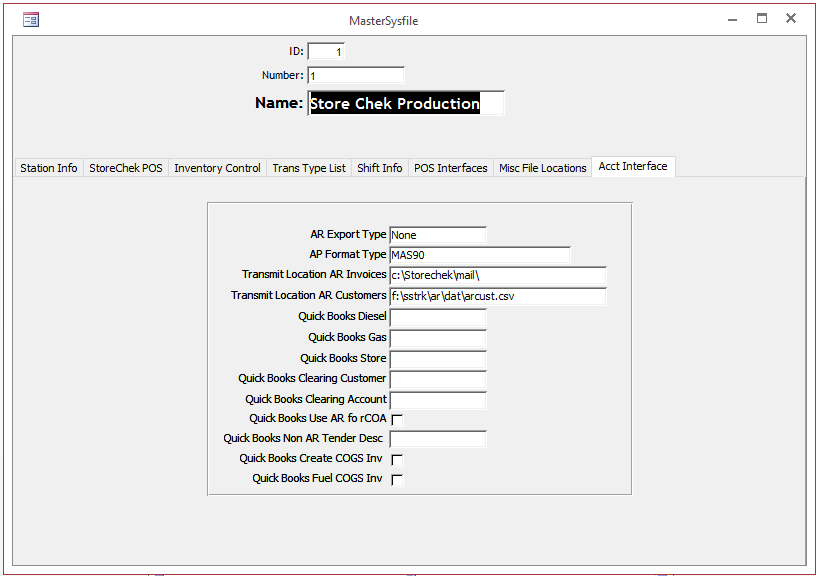 MasterSysfile
ID: 1
Number: 1
Name: Store Chek Production
Station Info StoreChek POS Inventory Control Trans Type List Shift Info POS Interfaces Misc File Locations Acct Interface
AR Export Type None
AP Format Type MAS90
Transmit Location AR Invoices c:\Storechek\mail\
Transmit Location AR Customers f:\sstrk\ar\dat\arcust.csv
Quick Books Diesel
Quick Books Gas
Quick Books Store
Quick Books Clearing Customer
Quick Books Clearing Account
Quick Books Use AR fo rCOA
Quick Books Non AR Tender Desc
Quick Books Create COGS Inv
Quick Books Fuel COGS Inv